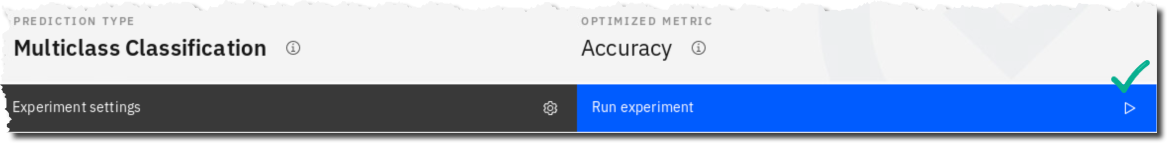 PREDICTION TYPE
Multiclass Classification
OPTIMIZED METRIC
Accuracy
Experiment settings
Run experiment